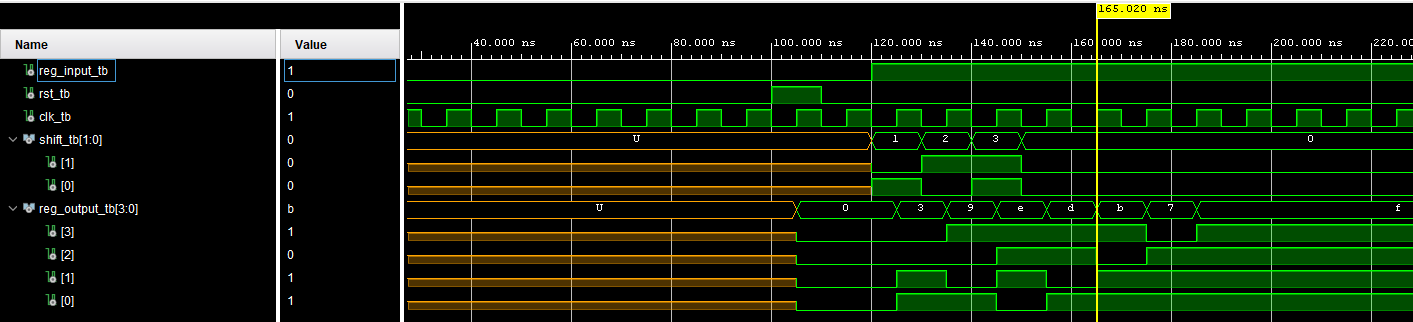 165.020 ns
Name Value
40.000 ns 60.000 ns 80.000 ns 100.000 ns 120.000 ns 140.000 ns 160.000 ns 180.000 ns 200.000 ns 220.00
reg_input_tb 1
rst_tb 0
clk_tb 1
shift_tb[1:0] 0 U 1 2 3 0
[1] 0
[0] 0
reg_output_tb[3:0] b U 0 3 9 e d b 7 f
[3] 1
[2] 0
[1] 1
[0] 1